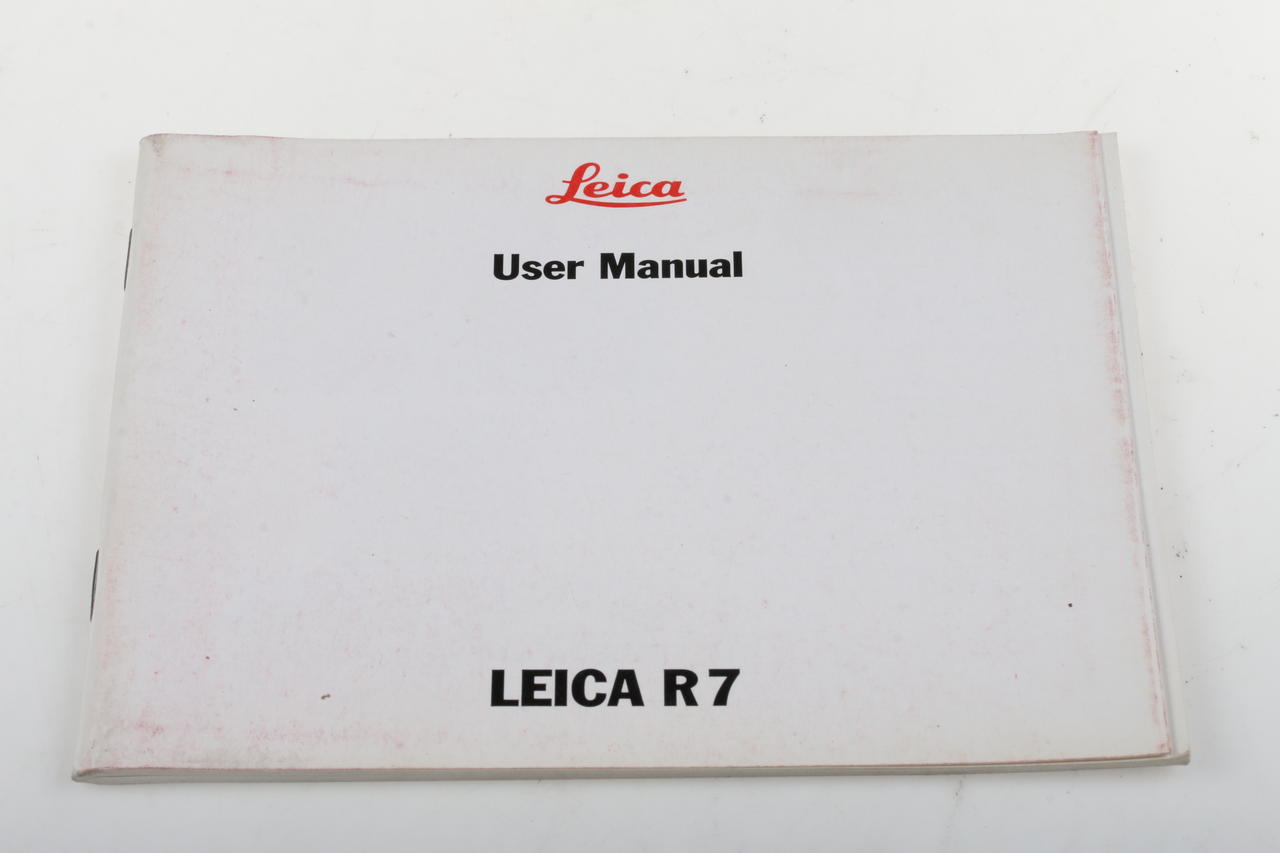 Leica
User Manual
LEICA R7